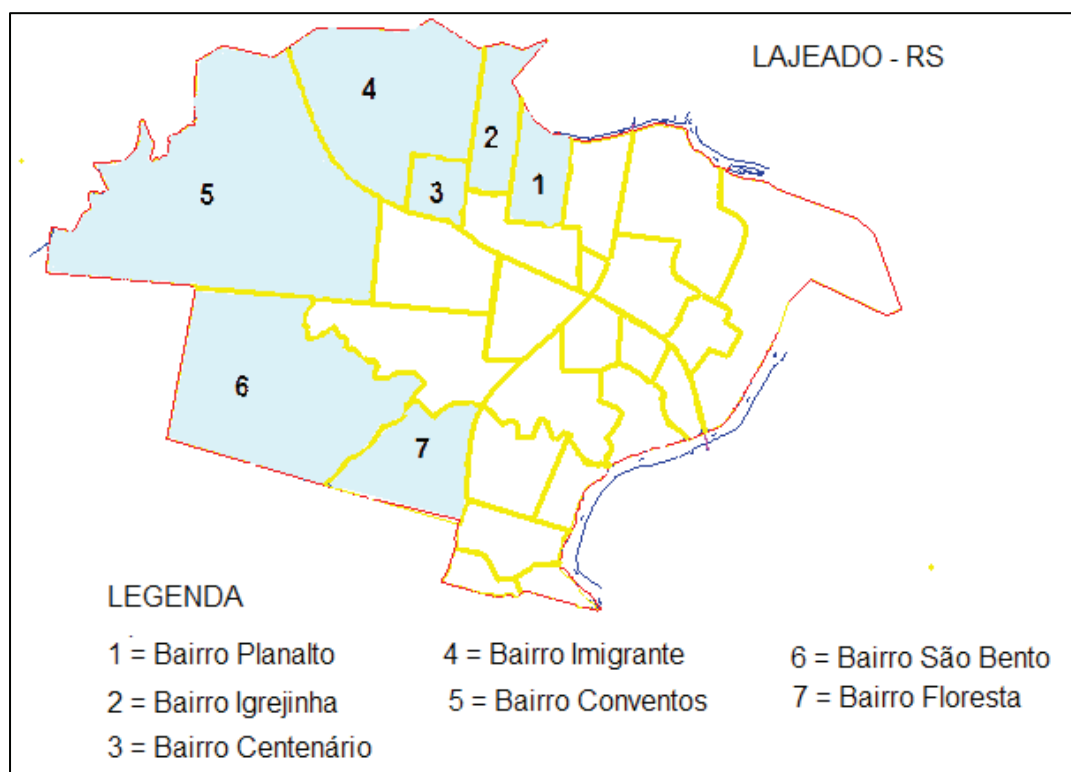 LAJEADO - RS
4
2
1
3
5
6
7
LEGENDA
1 = Bairro Planalto
2 = Bairro Igrejinha
3 = Bairro Centenário
4 = Bairro Imigrante
5 = Bairro Conventos
6 = Bairro São Bento
7 = Bairro Floresta